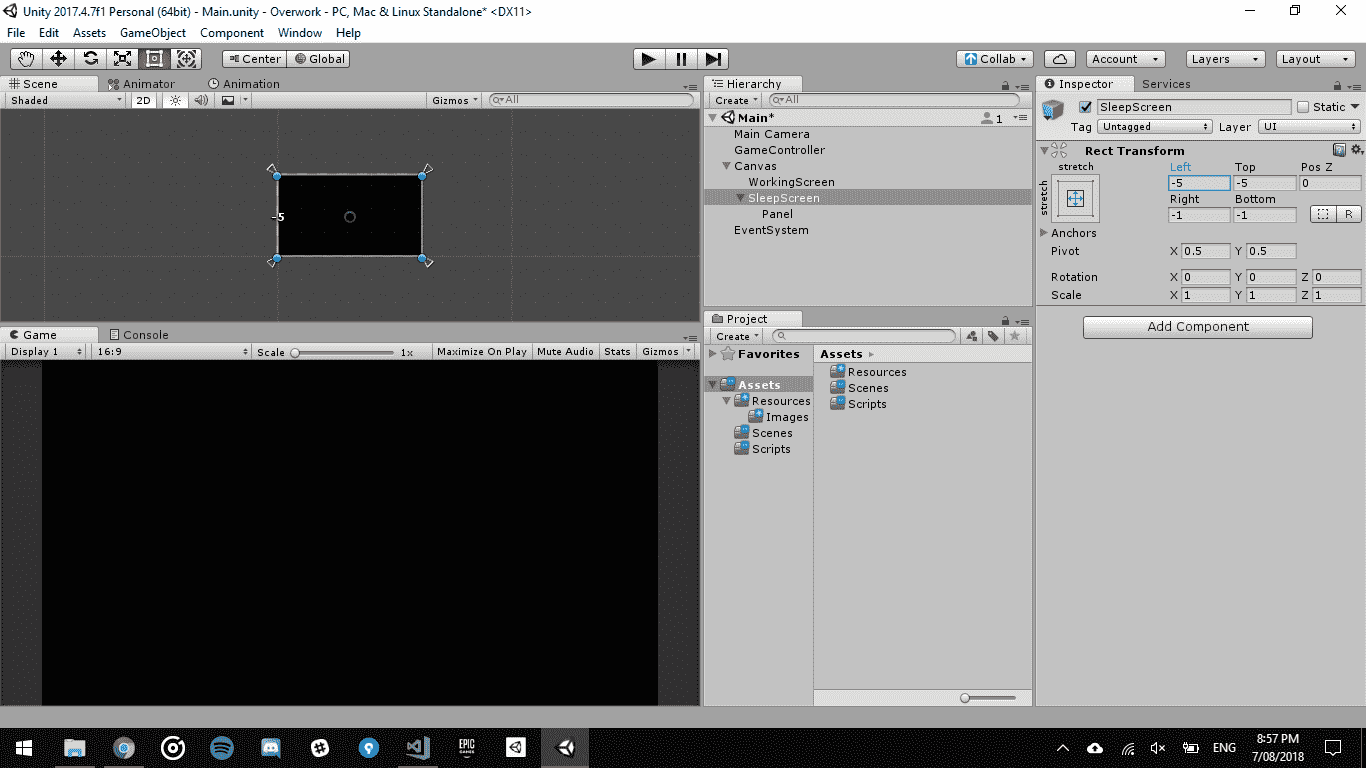 Unity 2017.4.7f1 Personal (64bit) - Main.unity - Overwork - PC, Mac & Linux Standalone* <DX11>
File Edit Assets GameObject Component Window Help
Center Global Collab Account Layers Layout
Scene Animator Animation
Shaded 2D Gizmos All
-5
Game Console
Display 1 16:9 Scale 1x Maximize On Play Mute Audio Stats Gizmos
Hierarchy
Create All
Main* 1
Main Camera
GameController
Canvas
WorkingScreen
SleepScreen
Panel
EventSystem
Project
Create
Favorites
Assets
Resources
Images
Scenes
Scripts
Assets
Resources
Scenes
Scripts
Inspector Services
SleepScreen Static
Tag Untagged Layer UI
Rect Transform
stretch Left Top Pos Z
stretch -5 -5 0
Right Bottom
-1 -1 R
Anchors
Pivot X 0.5 Y 0.5
Rotation X 0 Y 0 Z 0
Scale X 1 Y 1 Z 1
Add Component
EPIC
GAMES
ENG
8:57 PM
7/08/2018